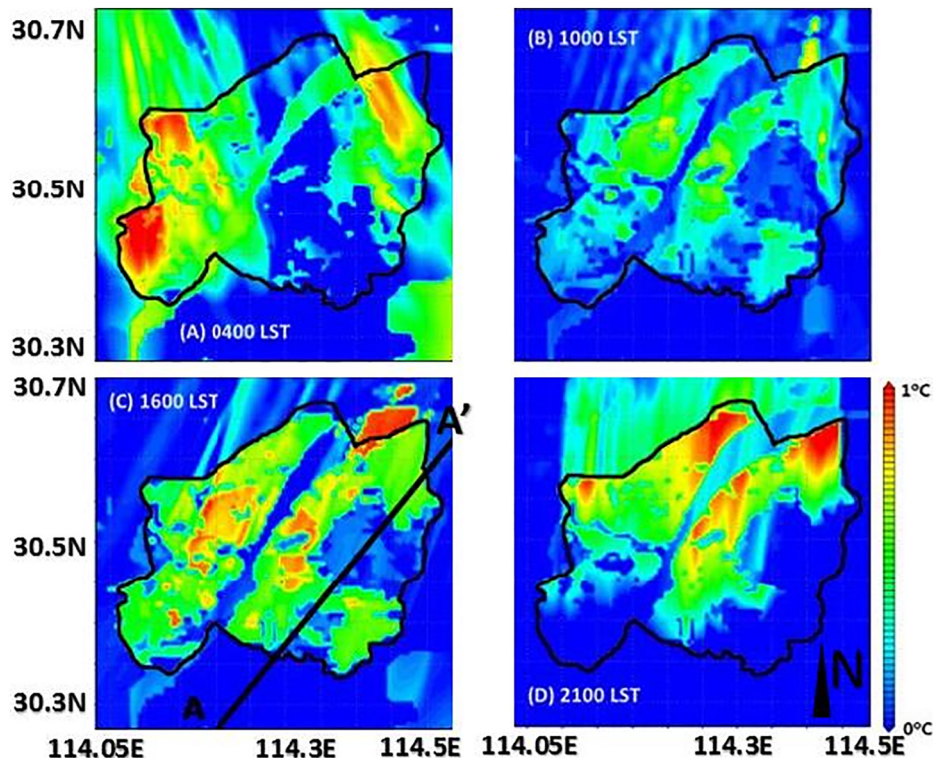 30.7N
(A) 0400 LST
(B) 1000 LST
30.5N
30.3N
30.7N
(C) 1600 LST
A'
1°C
30.5N
30.3N
A
(D) 2100 LST
N
0°C
114.05E
114.3E
114.5E
114.05E
114.3E
114.5E